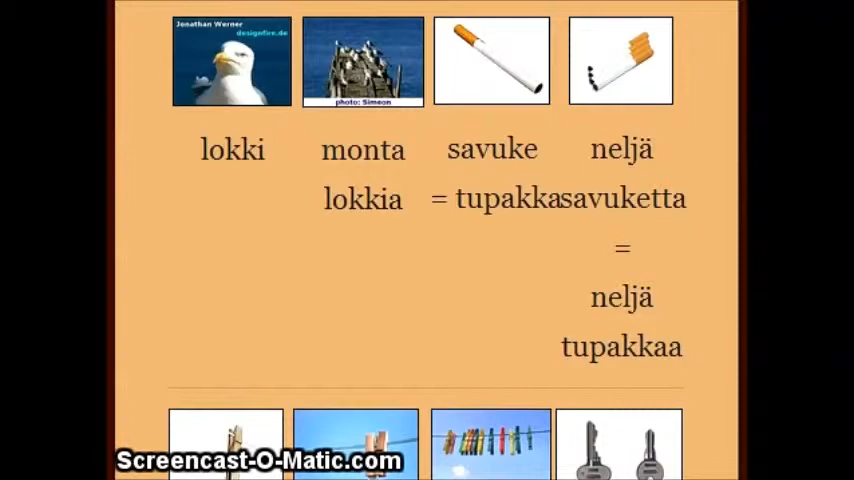 Jonathan Werner
designfire.de
photo: Simeon
lokki
monta
lokkia
savuke
= tupakka
neljä
savuketta
=
neljä
tupakkaa
Screencast-O-Matic.com